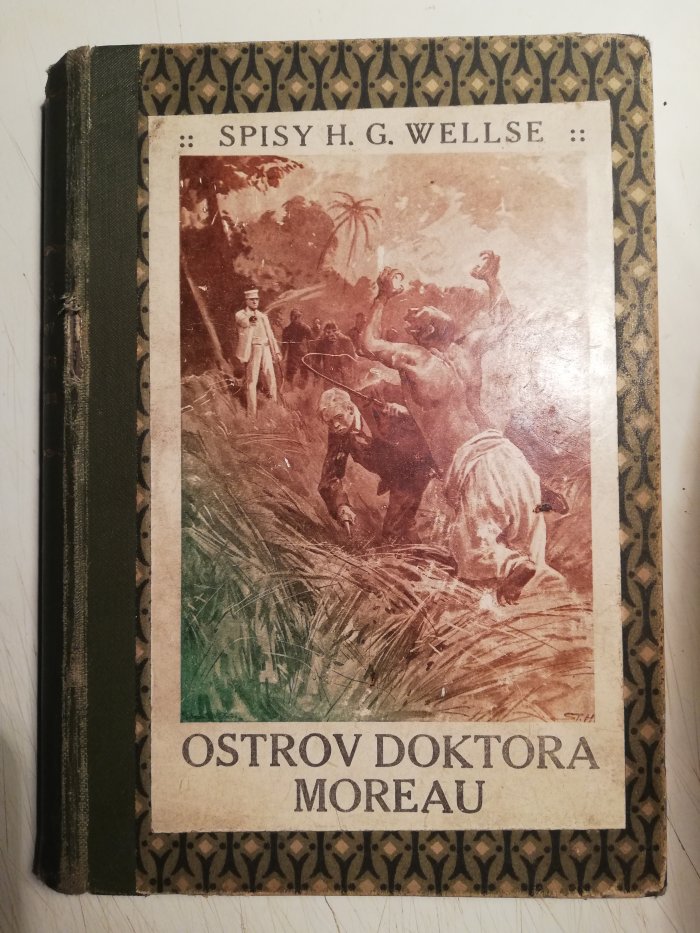 :: SPISY H. G. WELLSE ::
OSTROV DOKTORA
MOREAU